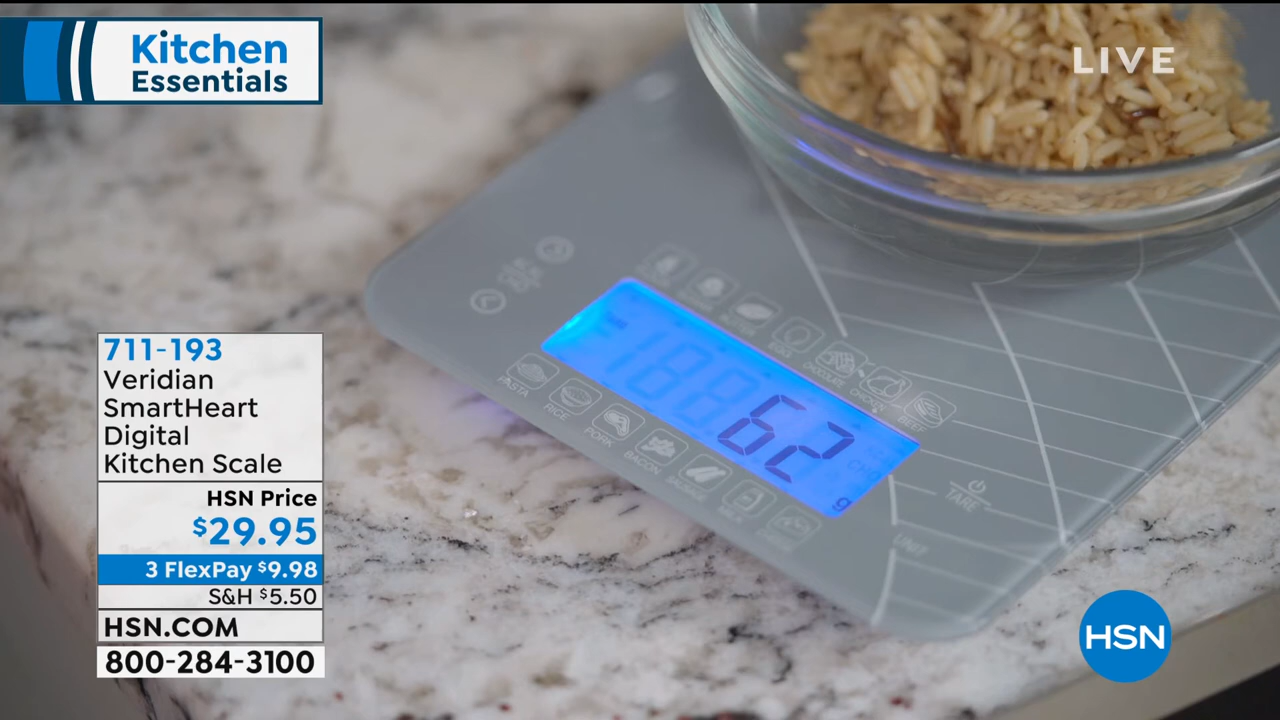 Kitchen
Essentials
LIVE
711-193
Veridian
SmartHeart
Digital
Kitchen Scale
HSN Price
$29.95
3 FlexPay $9.98
S&H $5.50
HSN.COM
800-284-3100
HSN
CHICKEN
BEEF
PASTA
RICE
PORK
BACON
SAUSAGE
62
g
TARE
UNIT